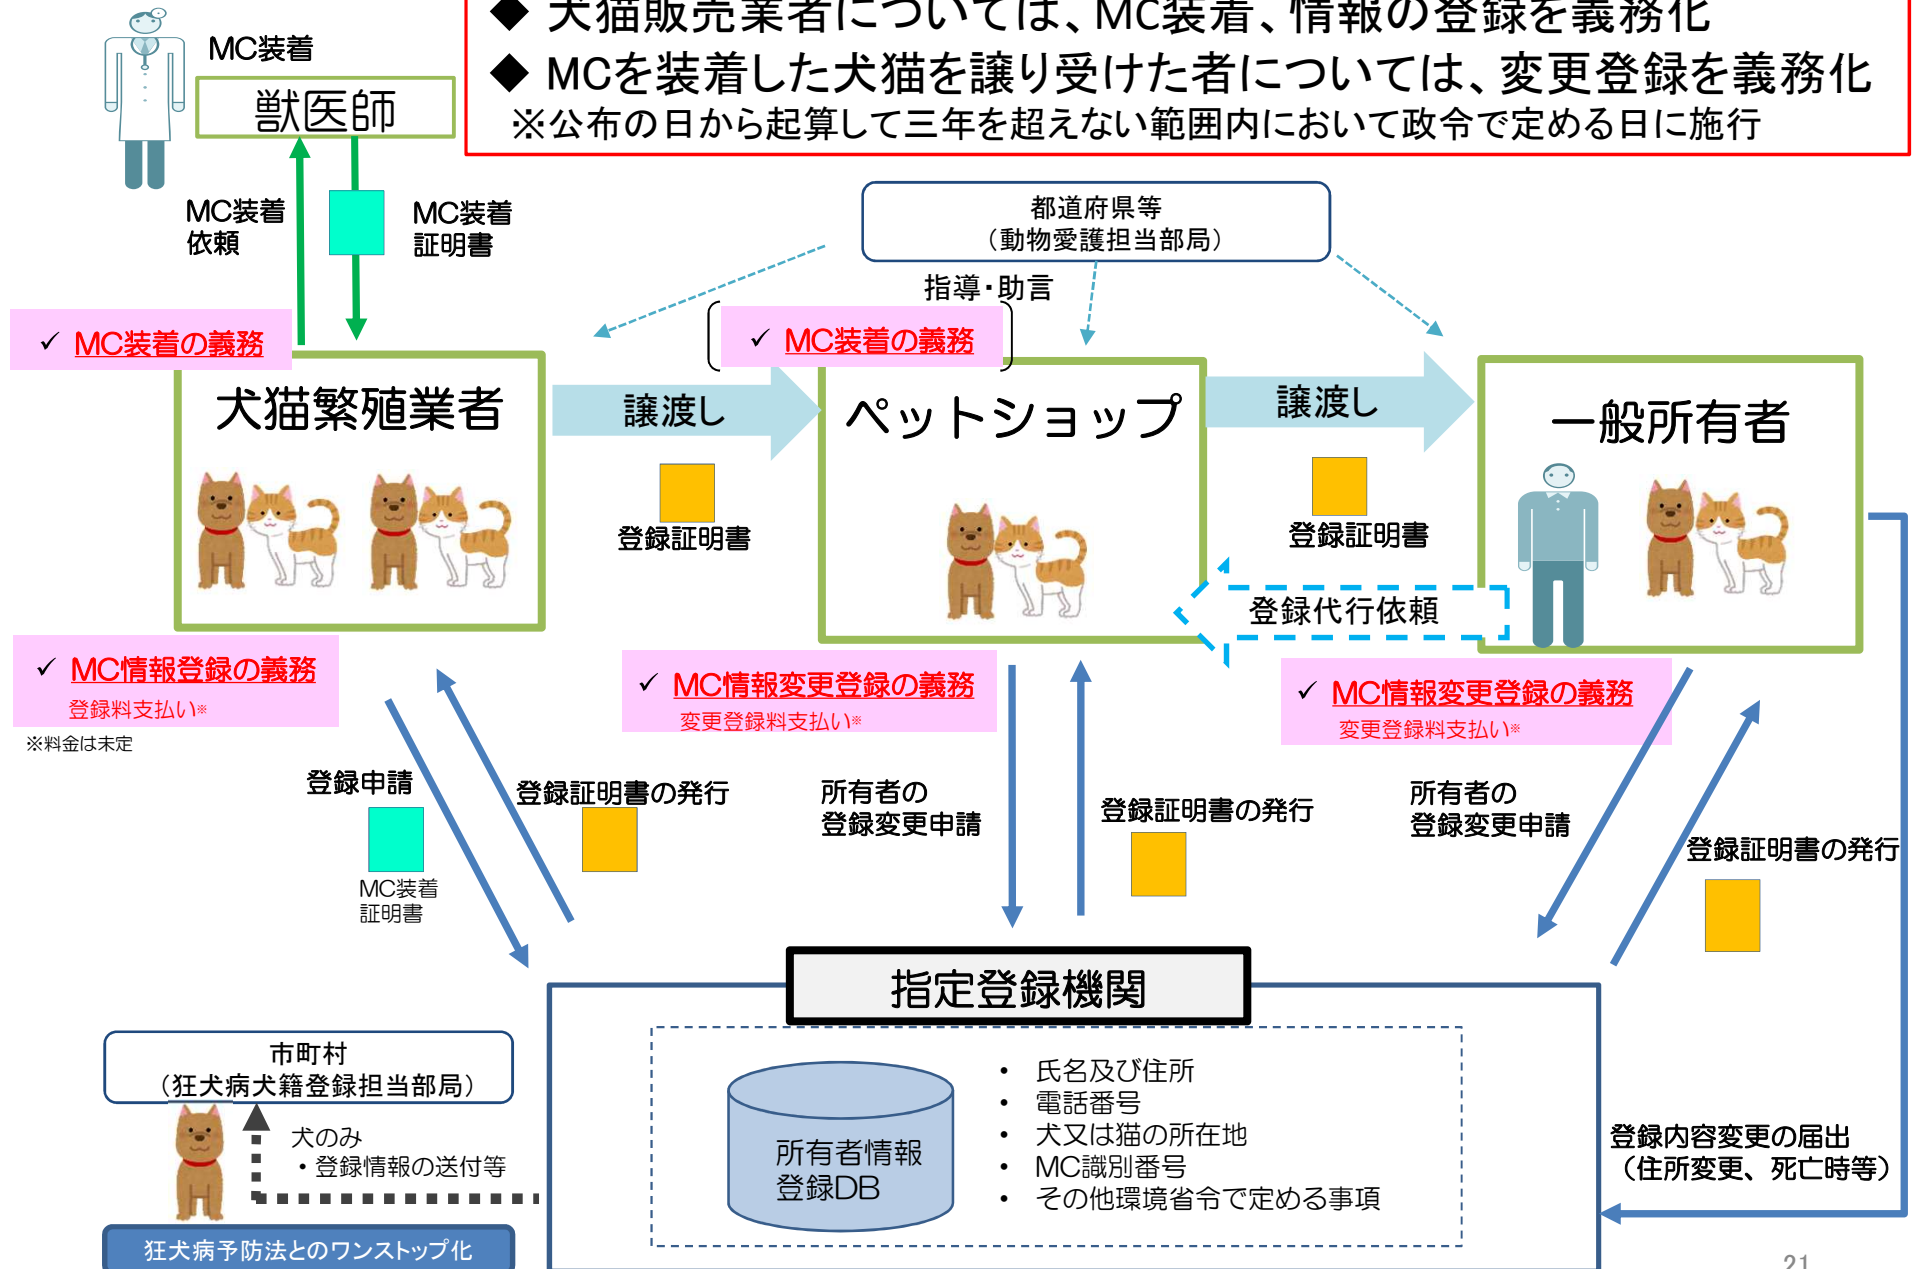 ◆ 犬猫販売業者については、MC装着、情報の登録を義務化
◆ MCを装着した犬猫を譲り受けた者については、変更登録を義務化
※公布の日から起算して三年を超えない範囲内において政令で定める日に施行
MC装着
獣医師
MC装着
依頼
MC装着
証明書
都道府県等
（動物愛護担当部局）
指導・助言
✓ MC装着の義務
✓ MC装着の義務
犬猫繁殖業者
譲渡し
登録証明書
ペットショップ
譲渡し
登録証明書
一般所有者
登録代行依頼
✓ MC情報登録の義務
登録料支払い※
※料金は未定
✓ MC情報変更登録の義務
変更登録料支払い※
✓ MC情報変更登録の義務
変更登録料支払い※
登録申請
MC装着
証明書
登録証明書の発行
所有者の
登録変更申請
登録証明書の発行
所有者の
登録変更申請
登録証明書の発行
指定登録機関
所有者情報
登録DB
• 氏名及び住所
• 電話番号
• 犬又は猫の所在地
• MC識別番号
• その他環境省令で定める事項
市町村
（狂犬病犬籍登録担当部局）
犬のみ
・登録情報の送付等
狂犬病予防法とのワンストップ化
登録内容変更の届出
（住所変更、死亡時等）
21